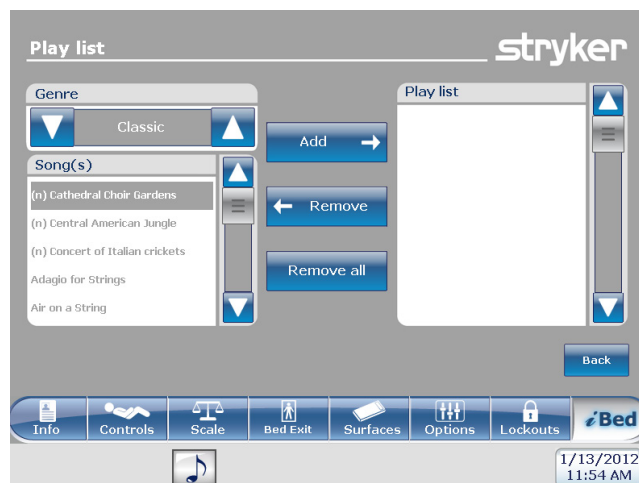 Play list
stryker
Genre
Classic
Song(s)
(n) Cathedral Choir Gardens
(n) Central American Jungle
(n) Concert of Italian crickets
Adagio for Strings
Air on a String
Add
Remove
Remove all
Play list
Back
Info
Controls
Scale
Bed Exit
Surfaces
Options
Lockouts
iBed
1/13/2012
11:54 AM